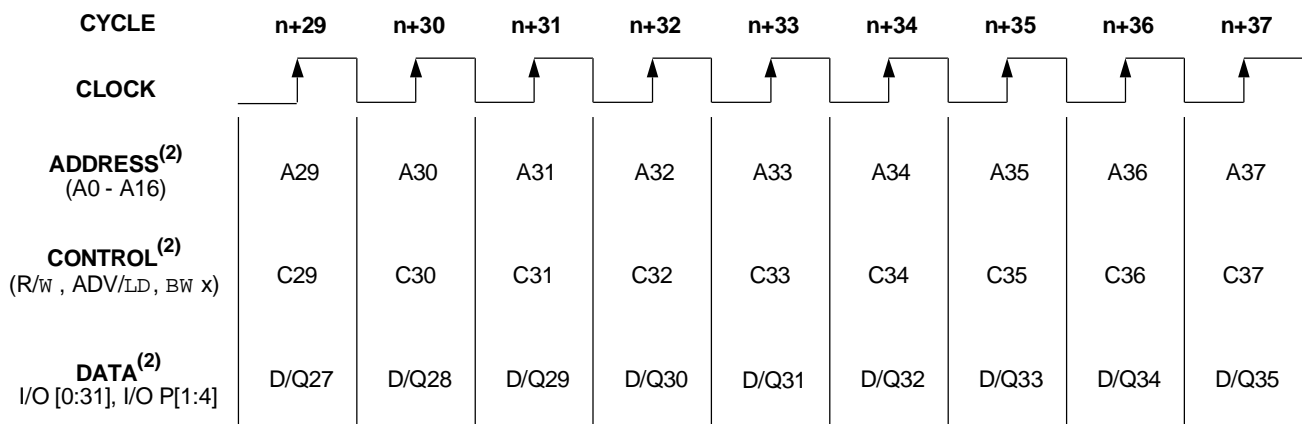 CYCLE n+29 n+30 n+31 n+32 n+33 n+34 n+35 n+36 n+37
CLOCK
ADDRESS(2) A29 A30 A31 A32 A33 A34 A35 A36 A37
(A0 - A16)
CONTROL(2) C29 C30 C31 C32 C33 C34 C35 C36 C37
(R/W , ADV/LD, BW x)
DATA(2) D/Q27 D/Q28 D/Q29 D/Q30 D/Q31 D/Q32 D/Q33 D/Q34 D/Q35
I/O [0:31], I/O P[1:4]